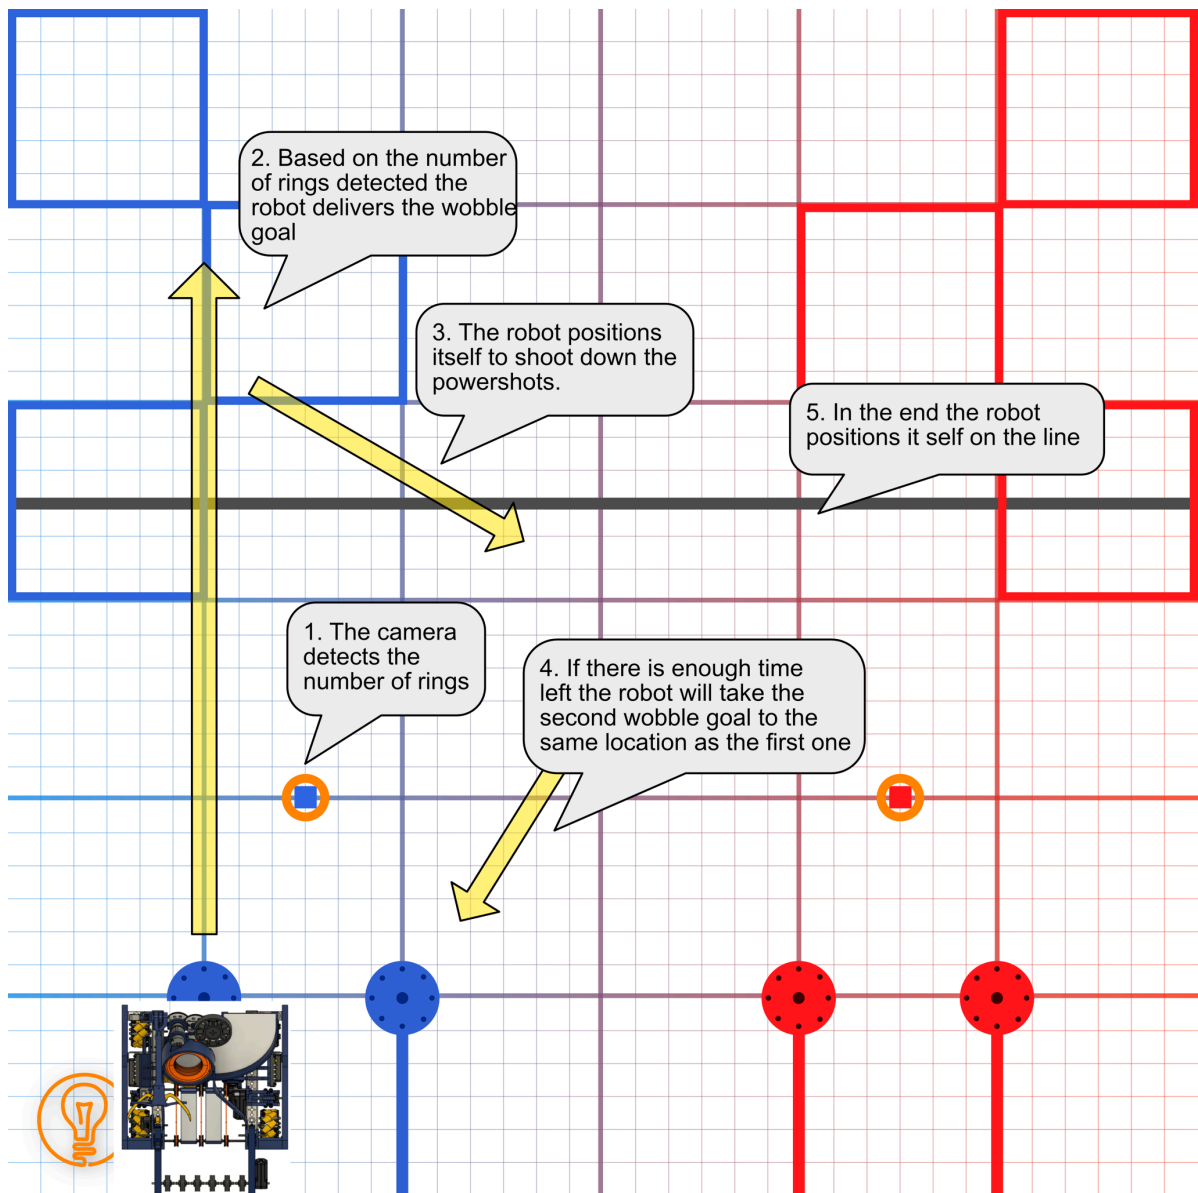 2. Based on the number
of rings detected the
robot delivers the wobble
goal
3. The robot positions
itself to shoot down the
powershots.
5. In the end the robot
positions it self on the line
1. The camera
detects the
number of rings
4. If there is enough time
left the robot will take the
second wobble goal to the
same location as the first one